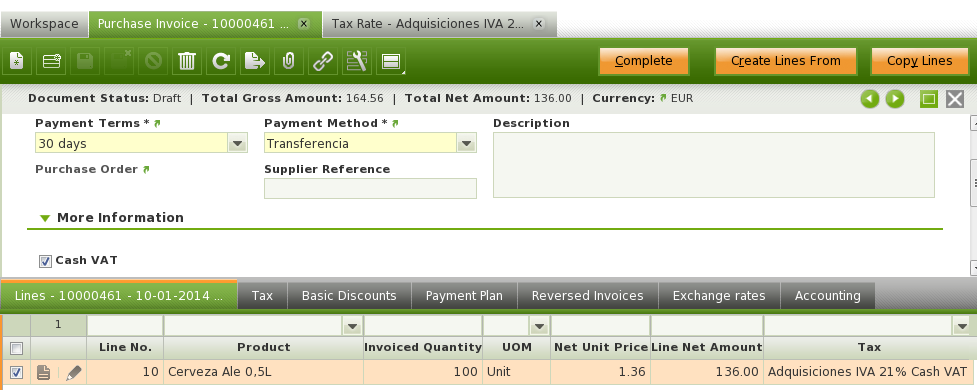 Workspace
Purchase Invoice - 10000461 ...
Tax Rate - Adquisiciones IVA 2...
Complete
Create Lines From
Copy Lines
Document Status: Draft | Total Gross Amount: 164.56 | Total Net Amount: 136.00 | Currency: EUR
Payment Terms *
Payment Method *
Description
30 days
Transferencia
Purchase Order
Supplier Reference
More Information
Cash VAT
Lines - 10000461 - 10-01-2014 ...
Tax
Basic Discounts
Payment Plan
Reversed Invoices
Exchange rates
Accounting
1
Line No. Product Invoiced Quantity UOM Net Unit Price Line Net Amount Tax
10 Cerveza Ale 0,5L 100 Unit 1.36 136.00 Adquisiciones IVA 21% Cash VAT